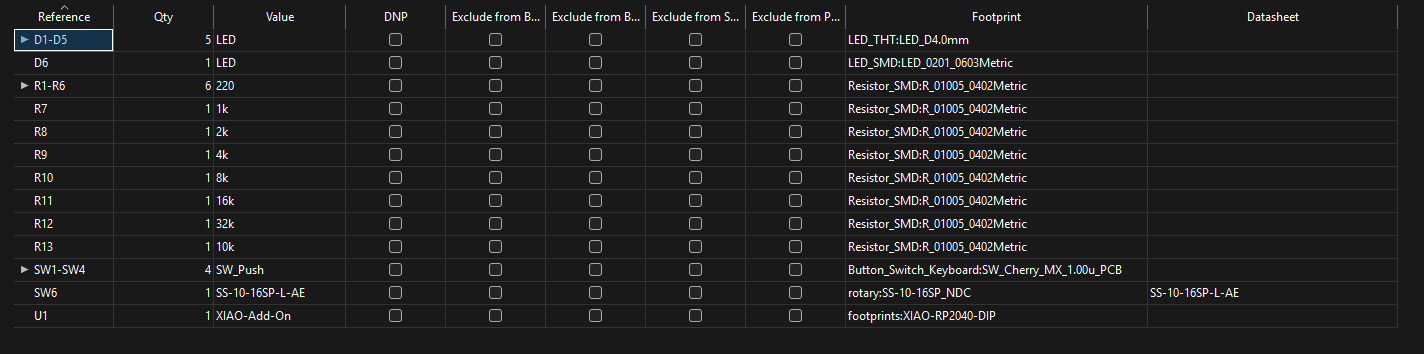 Reference Qty Value DNP Exclude from B... Exclude from B... Exclude from S... Exclude from P... Footprint Datasheet
D1-D5 5 LED LED_THT:LED_D4.0mm
D6 1 LED LED_SMD:LED_0201_0603Metric
R1-R6 6 220 Resistor_SMD:R_01005_0402Metric
R7 1 1k Resistor_SMD:R_01005_0402Metric
R8 1 2k Resistor_SMD:R_01005_0402Metric
R9 1 4k Resistor_SMD:R_01005_0402Metric
R10 1 8k Resistor_SMD:R_01005_0402Metric
R11 1 16k Resistor_SMD:R_01005_0402Metric
R12 1 32k Resistor_SMD:R_01005_0402Metric
R13 1 10k Resistor_SMD:R_01005_0402Metric
SW1-SW4 4 SW_Push Button_Switch_Keyboard:SW_Cherry_MX_1.00u_PCB
SW6 1 SS-10-16SP-L-AE rotary:SS-10-16SP_NDC SS-10-16SP-L-AE
U1 1 XIAO-Add-On footprints:XIAO-RP2040-DIP